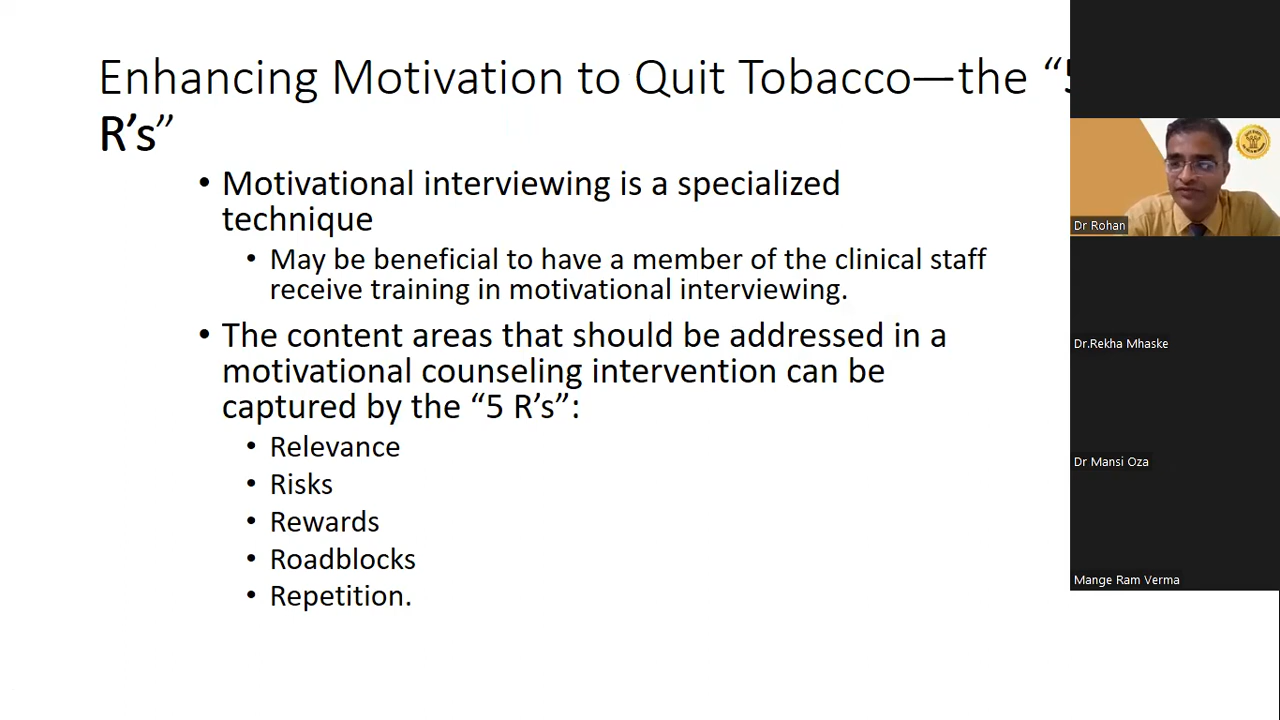 Enhancing Motivation to Quit Tobacco—the “5
R’s”
• Motivational interviewing is a specialized
technique
• May be beneficial to have a member of the clinical staff
receive training in motivational interviewing.
• The content areas that should be addressed in a
motivational counseling intervention can be
captured by the “5 R’s”:
• Relevance
• Risks
• Rewards
• Roadblocks
• Repetition.
Dr Rohan
Dr.Rekha Mhaske
Dr Mansi Oza
Mange Ram Verma